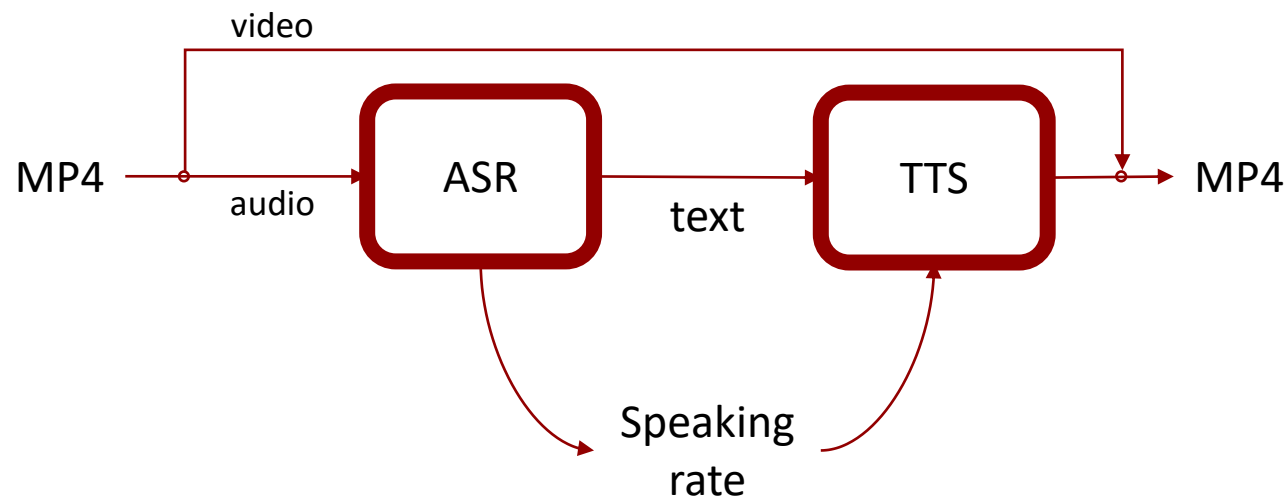 video
MP4
audio
ASR
text
TTS
MP4
Speaking
rate